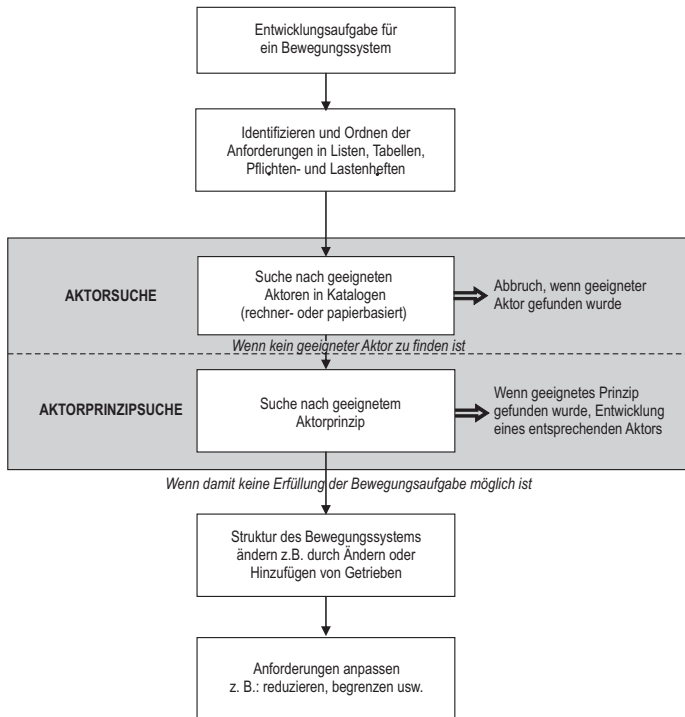 Entwicklungsaufgabe für
ein Bewegungssystem
Identifizieren und Ordnen der
Anforderungen in Listen, Tabellen,
Pflichten- und Lastenheften
AKTORSUCHE
Suche nach geeigneten
Aktoren in Katalogen
(rechner- oder papierbasiert)
Abbruch, wenn geeigneter
Aktor gefunden wurde
Wenn kein geeigneter Aktor zu finden ist
AKTORPRINZIPSUCHE
Suche nach geeignetem
Aktorprinzip
Wenn geeignetes Prinzip
gefunden wurde, Entwicklung
eines entsprechenden Aktors
Wenn damit keine Erfüllung der Bewegungsaufgabe möglich ist
Struktur des Bewegungssystems
ändern z.B. durch Ändern oder
Hinzufügen von Getrieben
Anforderungen anpassen
z. B.: reduzieren, begrenzen usw.